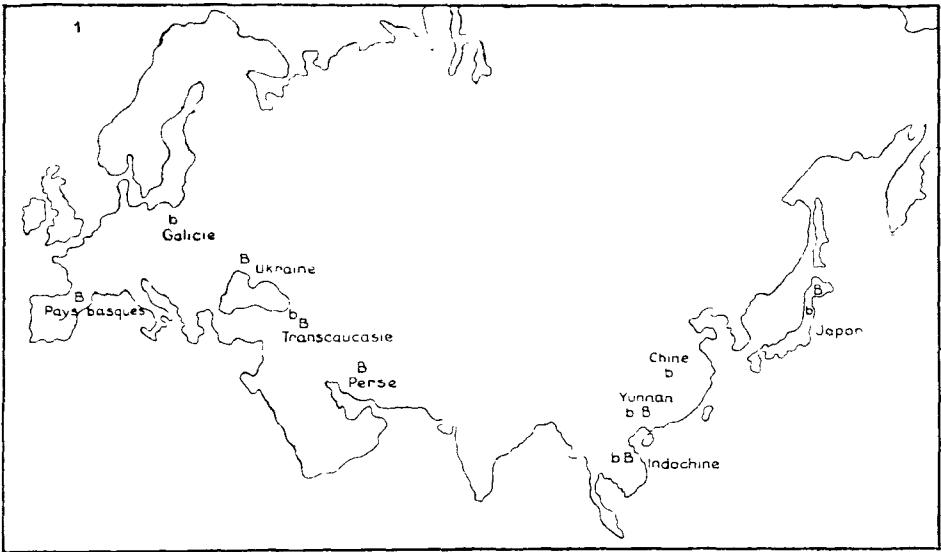 1
b
Galicie
B
Ukraine
B
Pays basques
b B
Transcaucasie
B
Perse
B
b
Japon
Chine
b
Yunnan
b B
b B Indochine